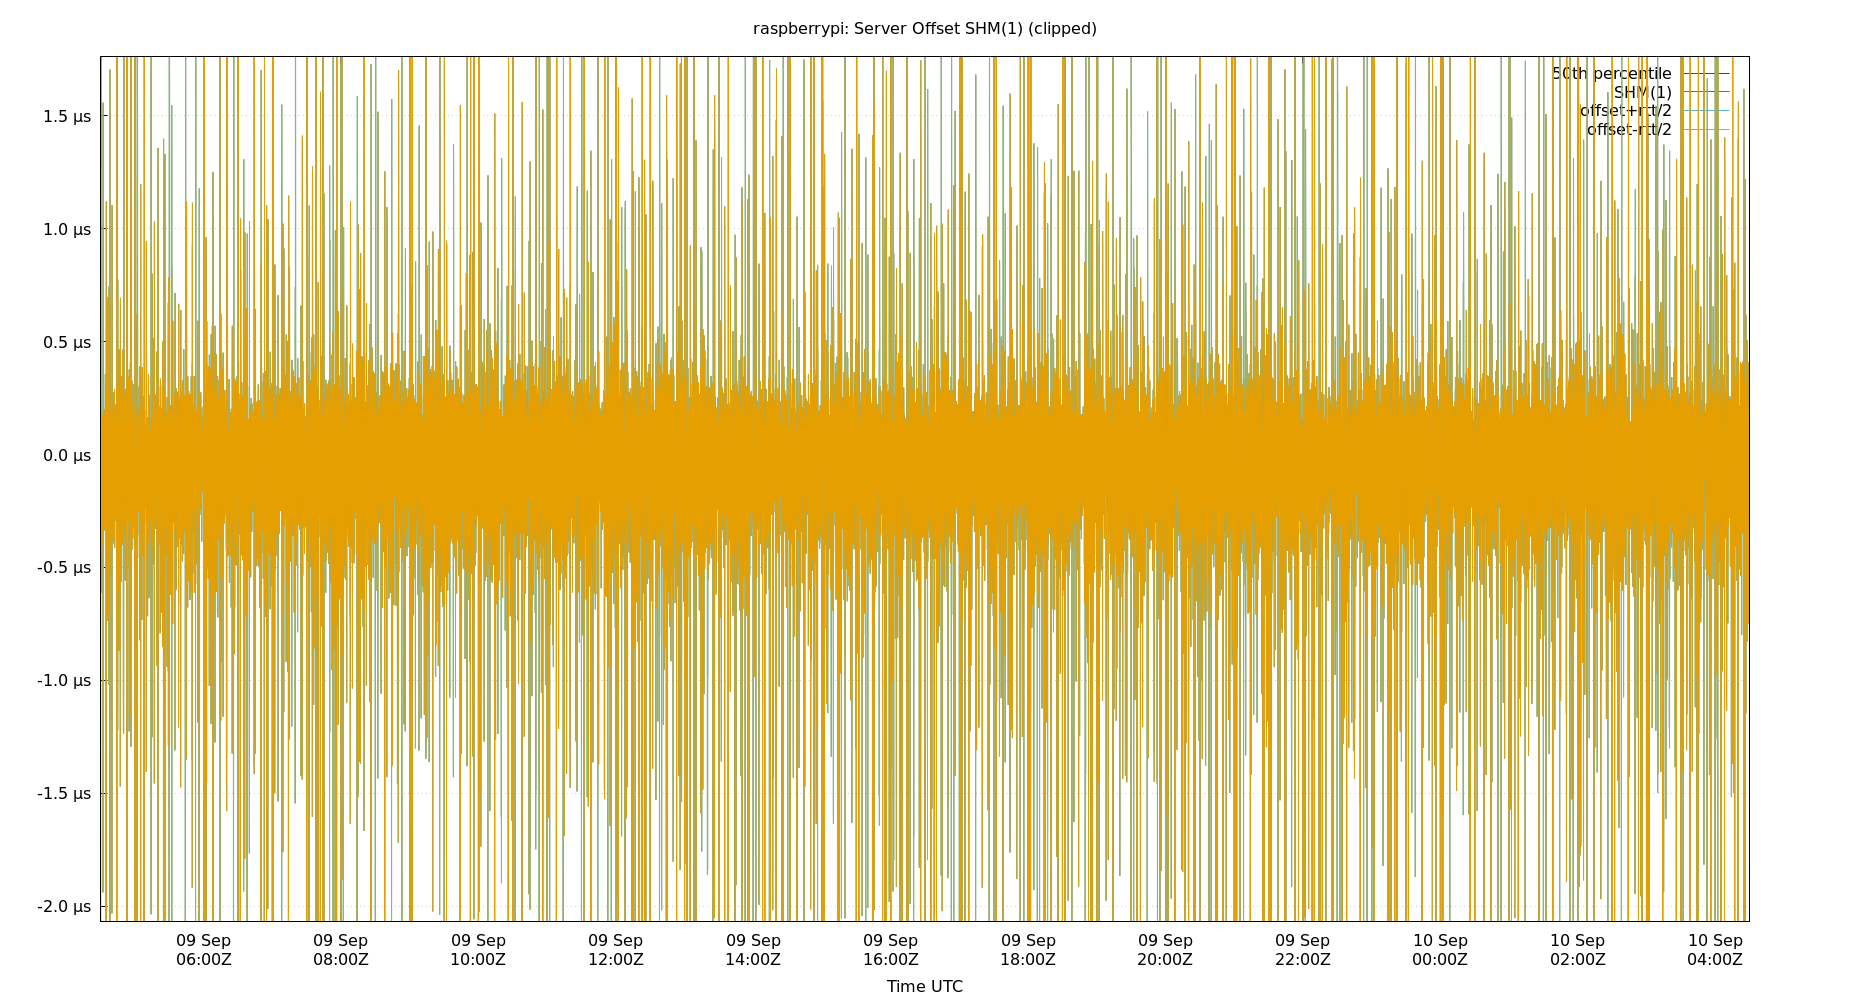 raspberrypi: Server Offset SHM(1) (clipped)
50th percentile
SHM(1)
offset+rtt/2
offset-rtt/2
1.5 µs
1.0 µs
0.5 µs
0.0 µs
-0.5 µs
-1.0 µs
-1.5 µs
-2.0 µs
09 Sep 09 Sep 09 Sep 09 Sep 09 Sep 09 Sep 09 Sep 09 Sep 09 Sep 10 Sep 10 Sep 10 Sep
06:00Z 08:00Z 10:00Z 12:00Z 14:00Z 16:00Z 18:00Z 20:00Z 22:00Z 00:00Z 02:00Z 04:00Z
Time UTC